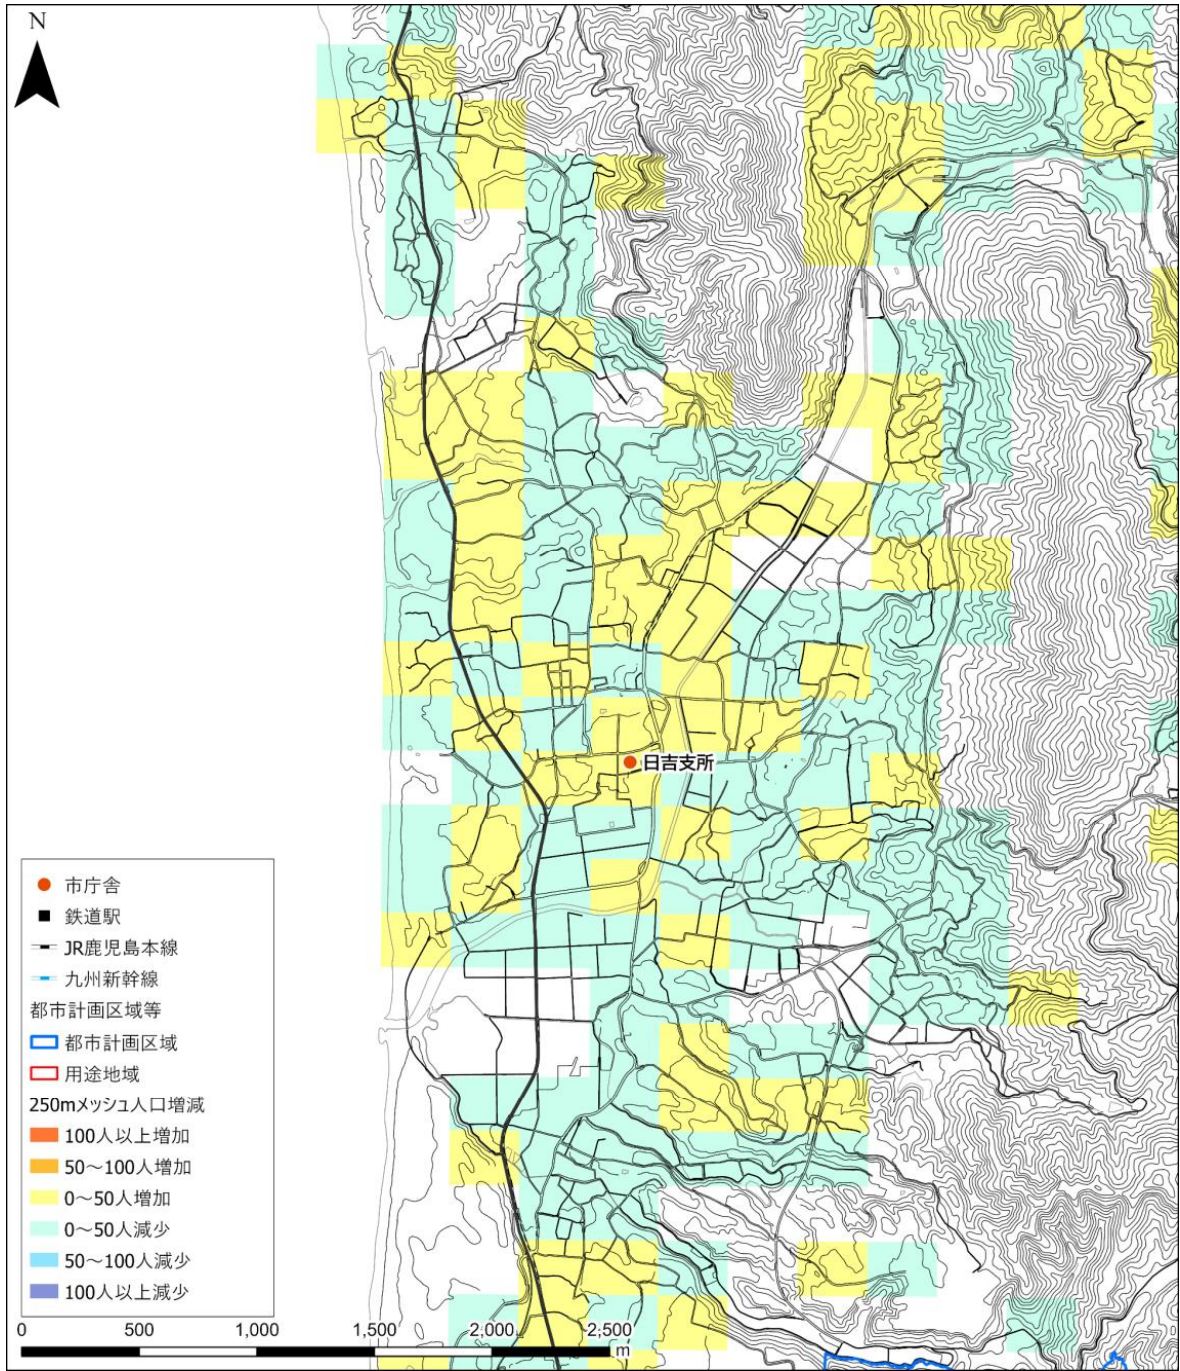 N
日吉支所
市庁舎
鉄道駅
JR鹿児島本線
九州新幹線
都市計画区域等
都市計画区域
用途地域
250mメッシュ人口増減
100人以上増加
50～100人増加
0～50人増加
0～50人減少
50～100人減少
100人以上減少
0 500 1,000 1,500 2,000 2,500
m